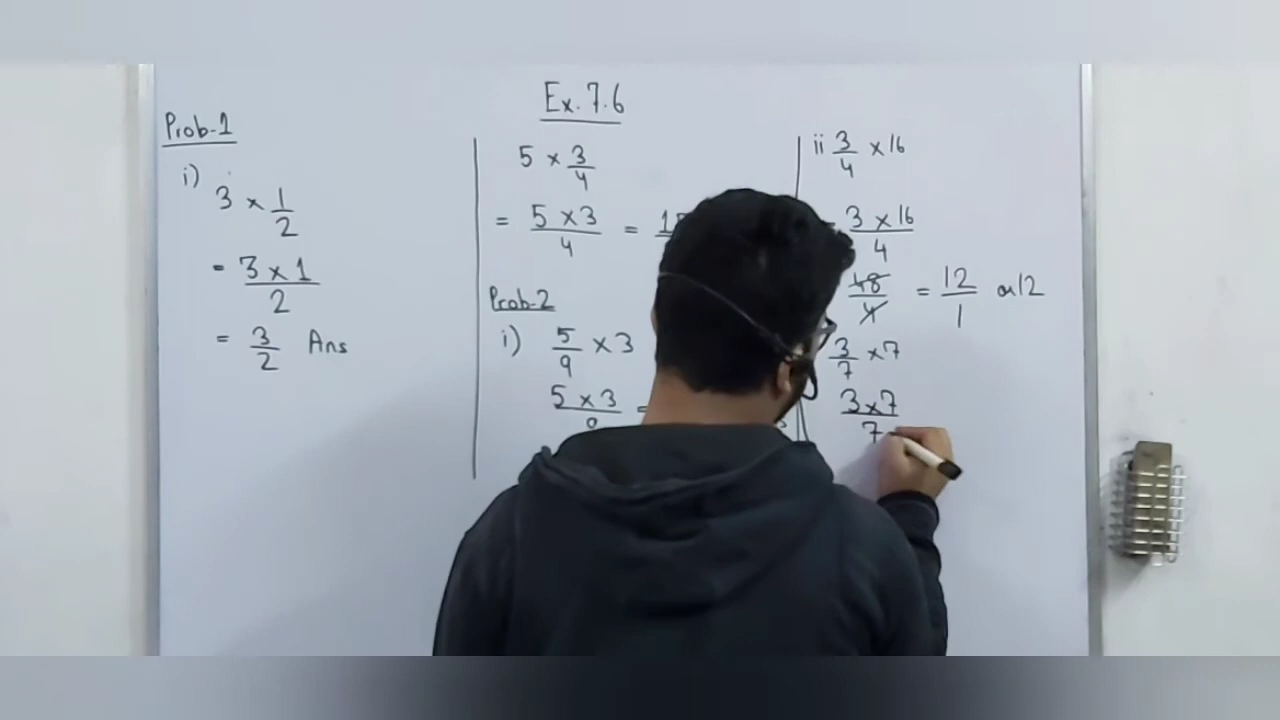 Ex. 7.6
Prob-1
i)
3 × 1/2
= 3 × 1/2
= 3/2 Ans
5 × 3/4
= 5 × 3/4 =
Prob-2
i) 5/9 × 3
5 × 3/9 =
ii 3/4 × 16
3 × 16/4
48/4 = 12/1 or 12
3/7 × 7
3 × 7/7